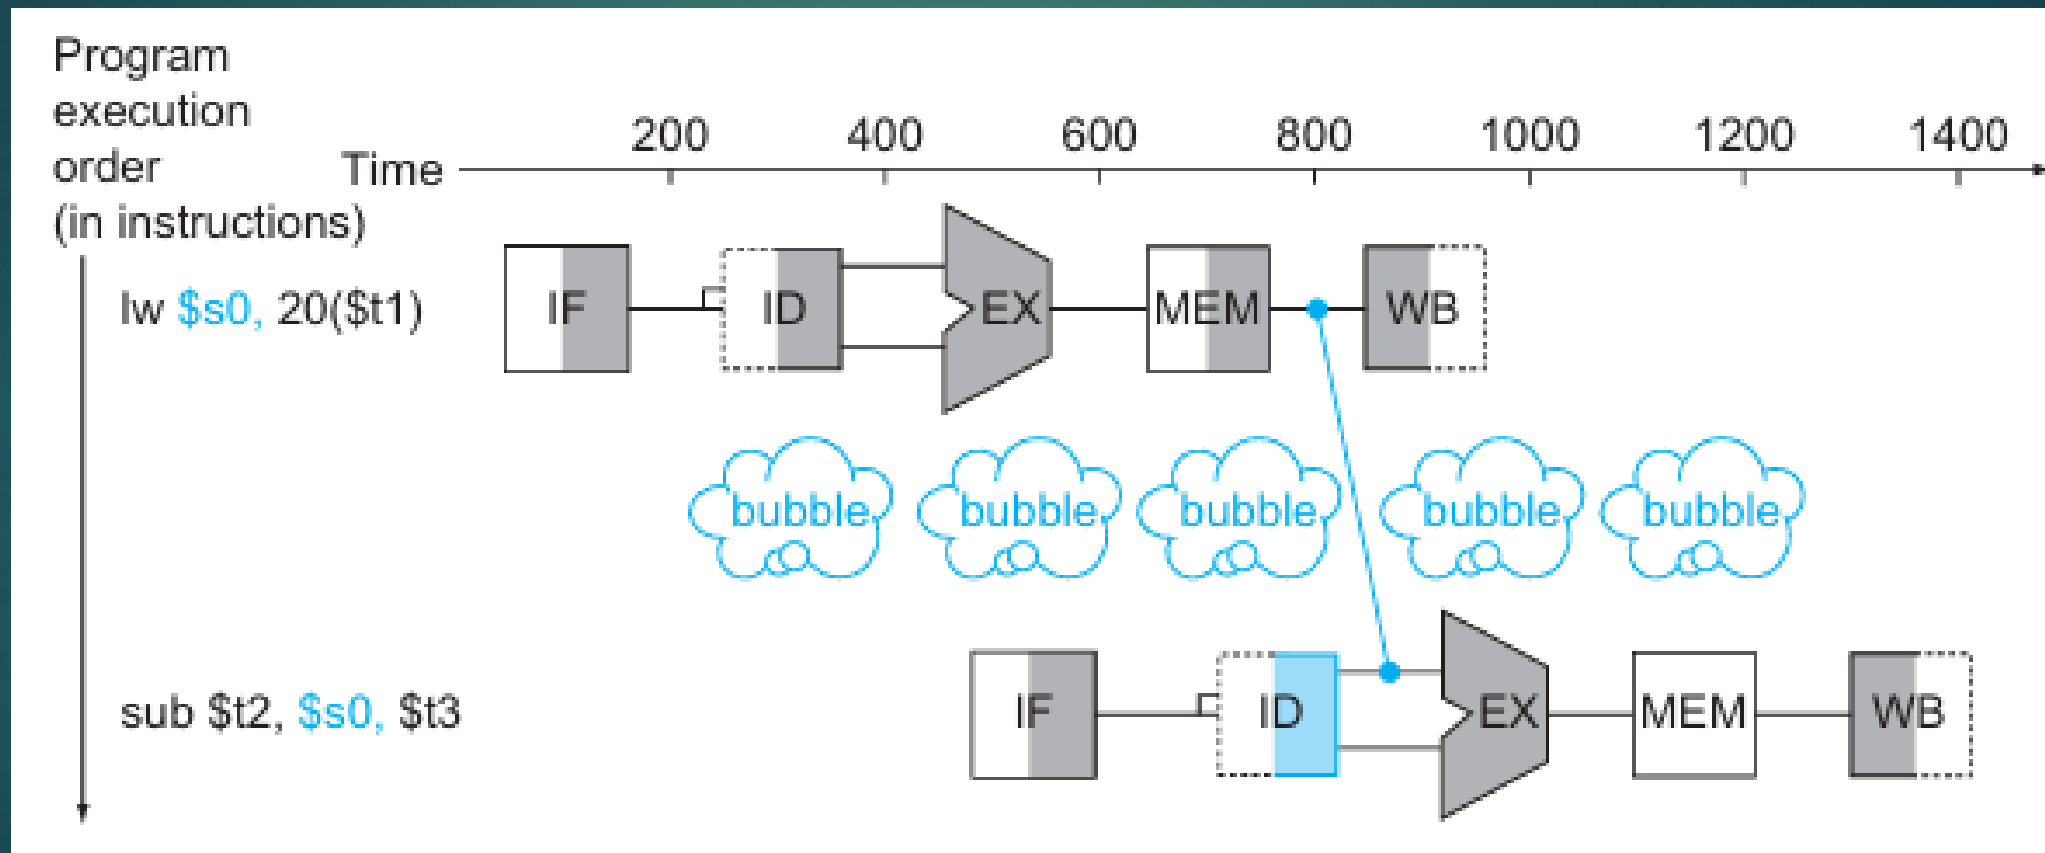 Program
execution
order
(in instructions)
Time
200 400 600 800 1000 1200 1400
lw $s0, 20($t1)
IF ID EX MEM WB
bubble bubble bubble bubble bubble
sub $t2, $s0, $t3
IF ID EX MEM WB